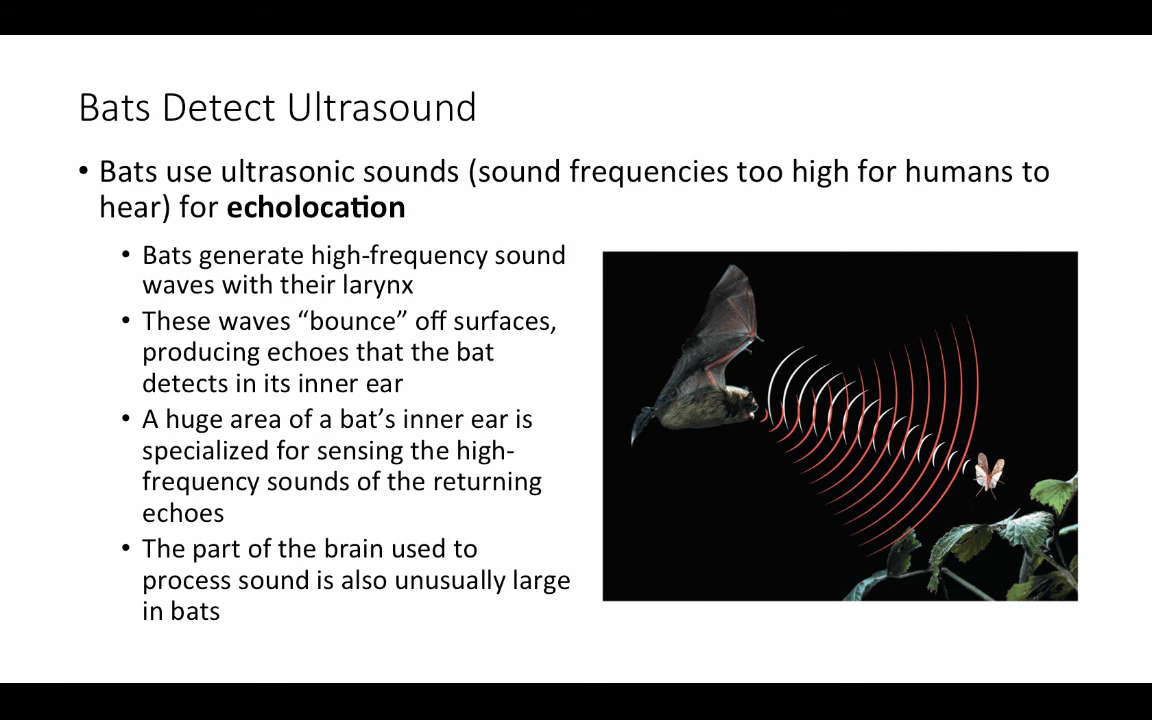 Bats Detect Ultrasound
• Bats use ultrasonic sounds (sound frequencies too high for humans to
hear) for echolocation
• Bats generate high-frequency sound
waves with their larynx
• These waves “bounce” off surfaces,
producing echoes that the bat
detects in its inner ear
• A huge area of a bat’s inner ear is
specialized for sensing the high-
frequency sounds of the returning
echoes
• The part of the brain used to
process sound is also unusually large
in bats